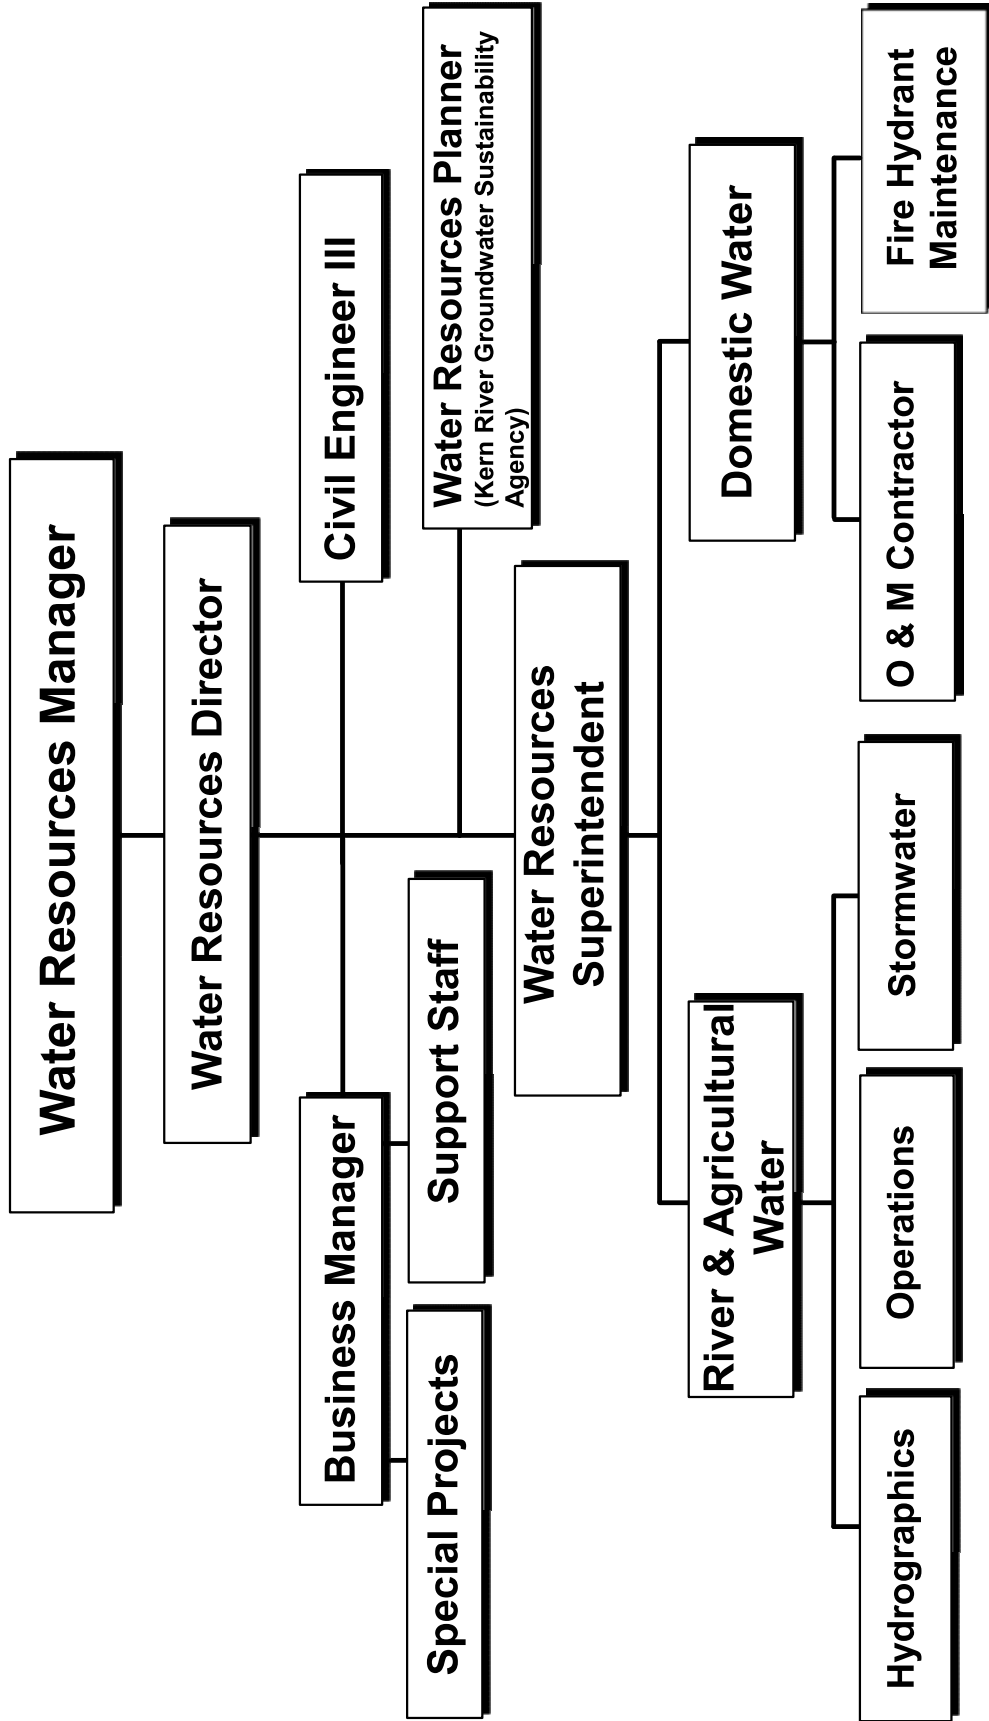 Water Resources Manager
Water Resources Director
Business Manager
Civil Engineer III
Special Projects
Support Staff
Water Resources Planner
(Kern River Groundwater Sustainability
Agency)
Water Resources
Superintendent
River & Agricultural
Water
Domestic Water
Hydrographics
Operations
Stormwater
O & M Contractor
Fire Hydrant
Maintenance